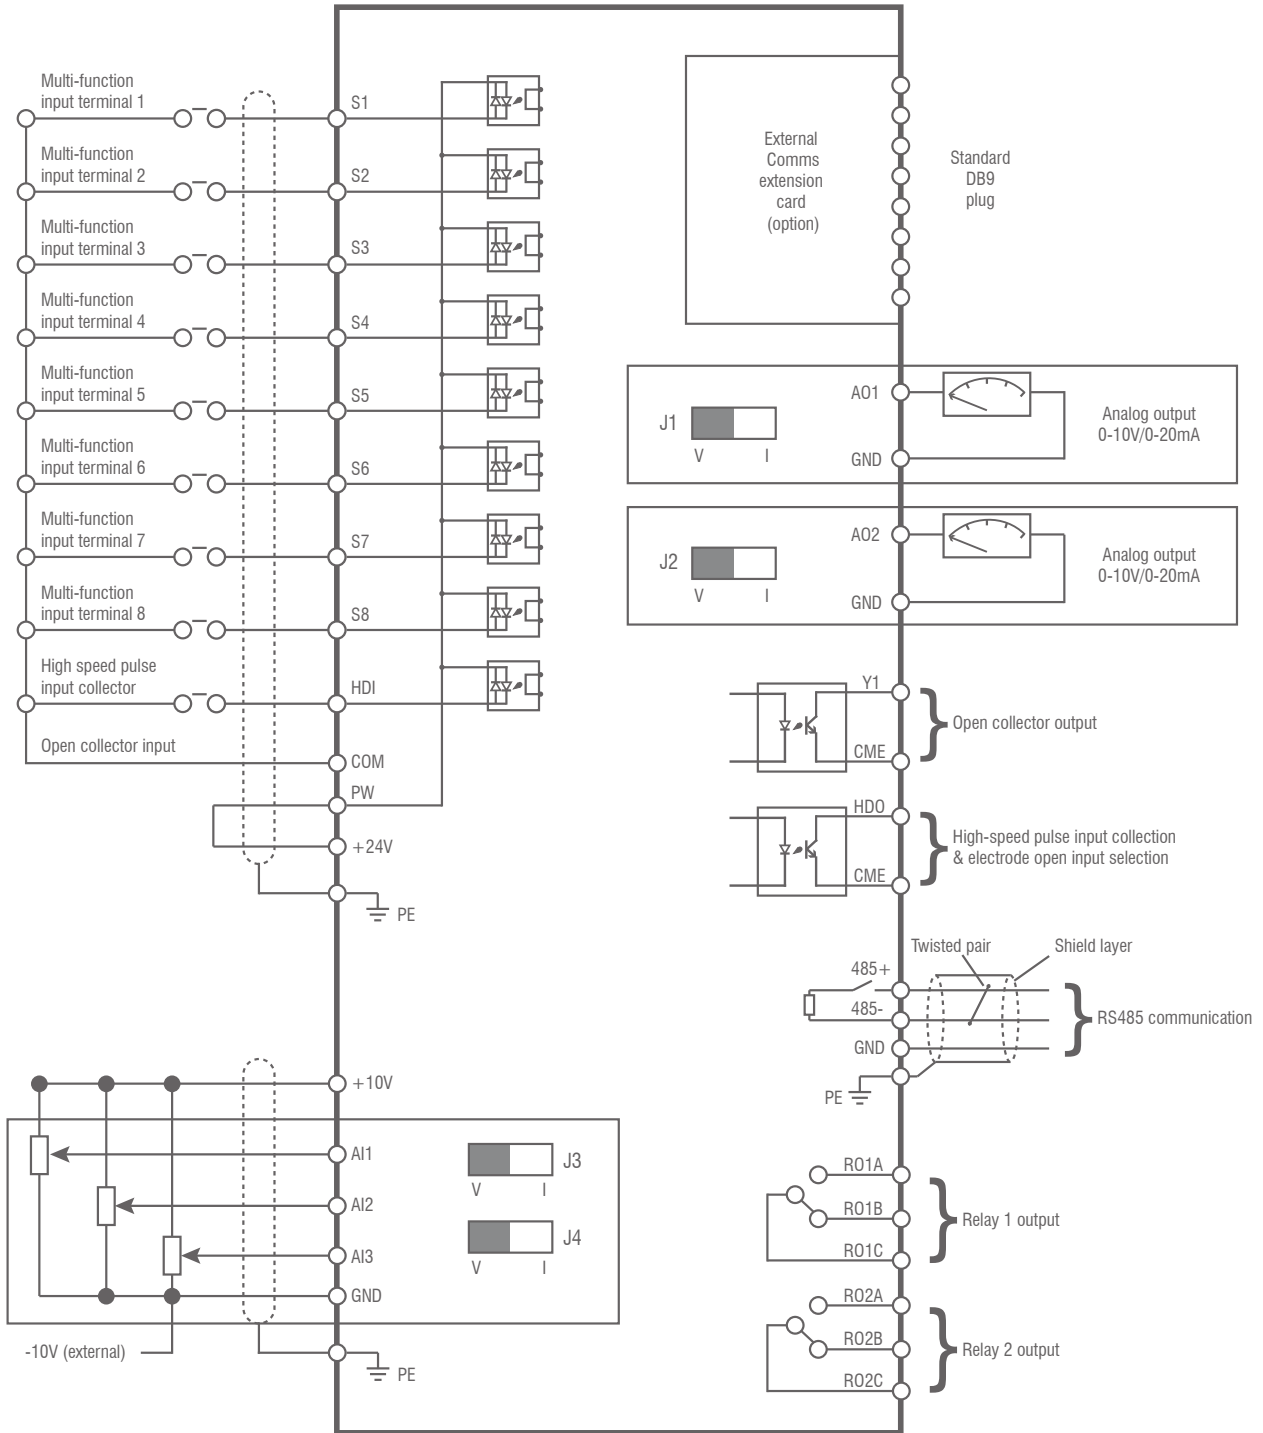 Multi-function
input terminal 1
S1
Multi-function
input terminal 2
S2
Multi-function
input terminal 3
S3
Multi-function
input terminal 4
S4
Multi-function
input terminal 5
S5
Multi-function
input terminal 6
S6
Multi-function
input terminal 7
S7
Multi-function
input terminal 8
S8
High speed pulse
input collector
HDI
Open collector input
COM
PW
+24V
PE
+10V
AI1
AI2
AI3
GND
J3
V I
J4
V I
-10V (external)
PE
External
Comms
extension
card
(option)
Standard
DB9
plug
AO1
J1
V I
GND
Analog output
0-10V/0-20mA
AO2
J2
V I
GND
Analog output
0-10V/0-20mA
Y1
CME
Open collector output
HDO
CME
High-speed pulse input collection
& electrode open input selection
Twisted pair
Shield layer
485+
485-
GND
PE
RS485 communication
RO1A
RO1B
RO1C
Relay 1 output
RO2A
RO2B
RO2C
Relay 2 output